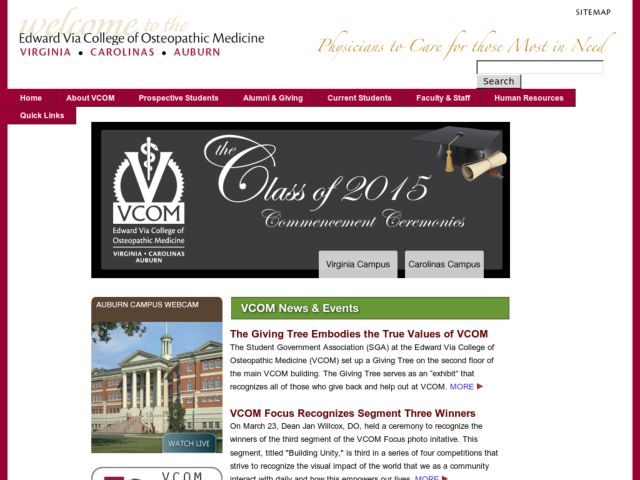 welcome to the
SITEMAP
Edward Via College of Osteopathic Medicine
VIRGINIA • CAROLINAS • AUBURN
Physicians to Care for those Most in Need
Search
Home About VCOM Prospective Students Alumni & Giving Current Students Faculty & Staff Human Resources
Quick Links
the Class of 2015
Commencement Ceremonies
VCOM
Edward Via College of
Osteopathic Medicine
VIRGINIA • CAROLINAS
AUBURN
Virginia Campus Carolinas Campus
AUBURN CAMPUS WEBCAM
WATCH LIVE
VCOM
VCOM News & Events
The Giving Tree Embodies the True Values of VCOM
The Student Government Association (SGA) at the Edward Via College of
Osteopathic Medicine (VCOM) set up a Giving Tree on the second floor of
the main VCOM building. The Giving Tree serves as an "exhibit" that
recognizes all of those who give back and help out at VCOM. MORE
VCOM Focus Recognizes Segment Three Winners
On March 23, Dean Jan Willcox, DO, held a ceremony to recognize the
winners of the third segment of the VCOM Focus photo initative. This
segment, titled "Building Unity," is third in a series of four competitions that
strive to recognize the visual impact of the world that we as a community
interact with daily and how this empowers our lives. MORE